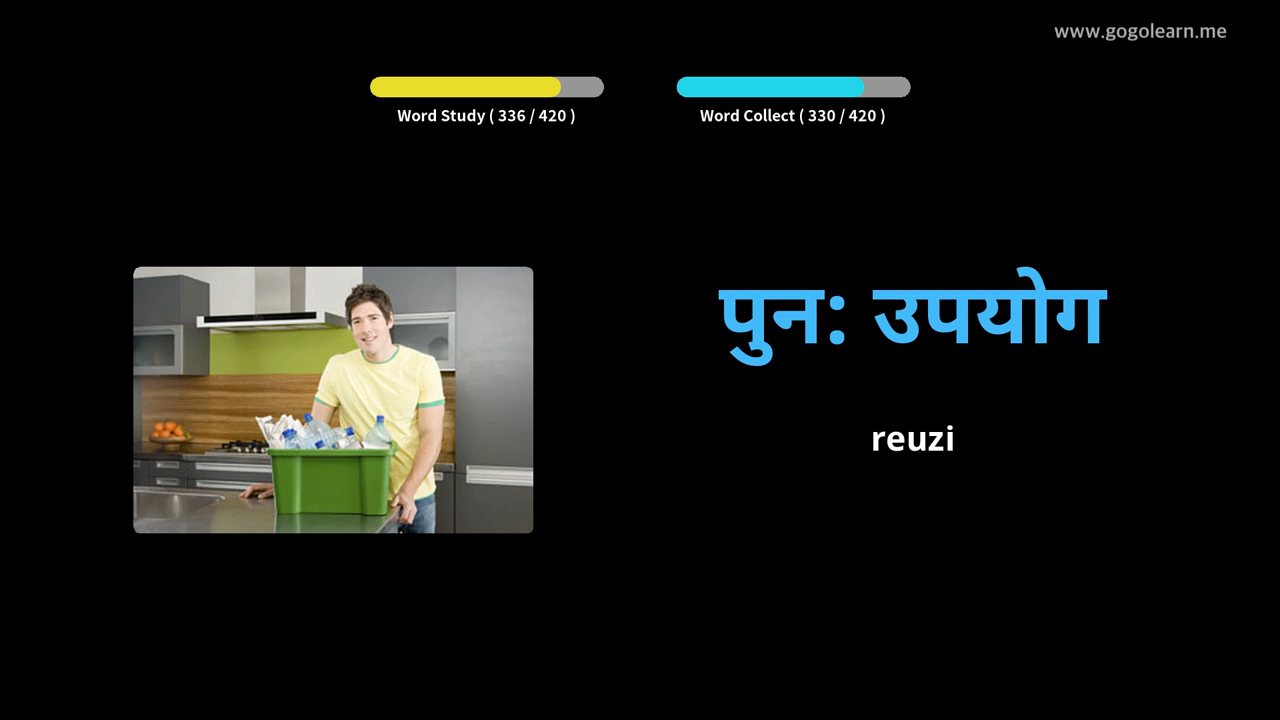 www.gogolearn.me
Word Study ( 336 / 420 )
Word Collect ( 330 / 420 )
पुन: उपयोग
reuzi